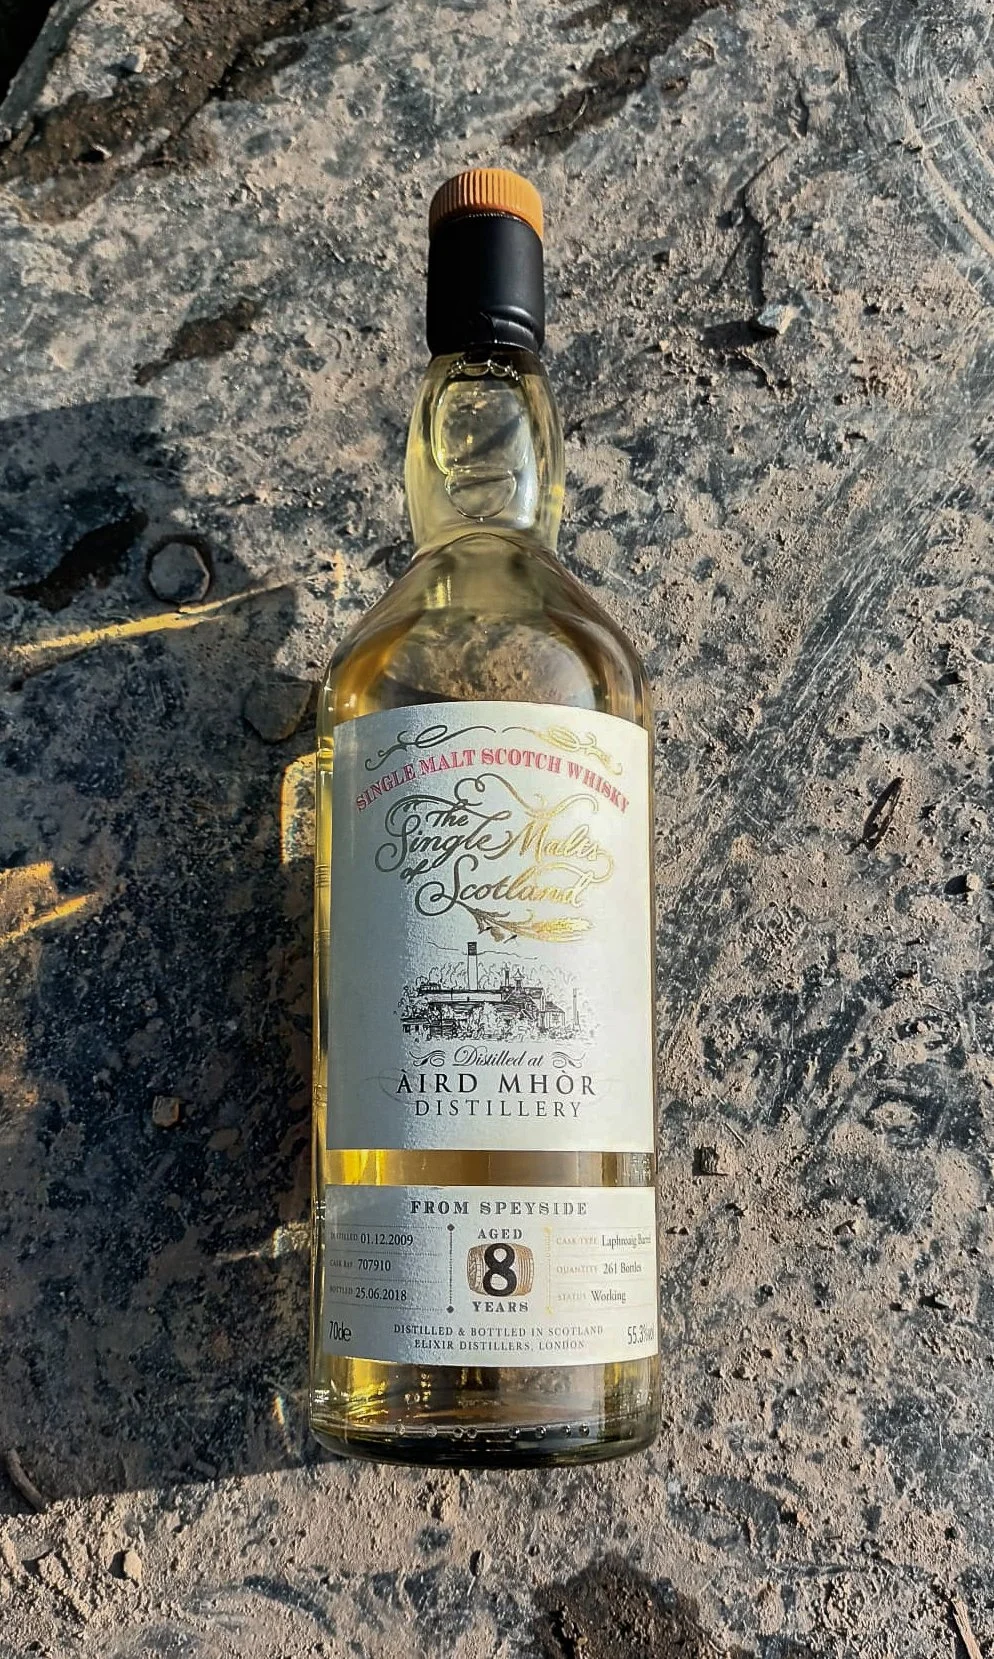 SINGLE MALT SCOTCH WHISKY
The
Single Malts
of Scotland
Distilled at
ÀIRD MHÒR
DISTILLERY
FROM SPEYSIDE
DISTILLED 01.12.2009
CASK REF 707910
BOTTLED 25.06.2018
AGED
8
YEARS
CASK TYPE Laphroaig Barrel
QUANTITY 261 Bottles
STATUS Working
70cle
DISTILLED & BOTTLED IN SCOTLAND
ELIXIR DISTILLERS, LONDON
55.3%vol